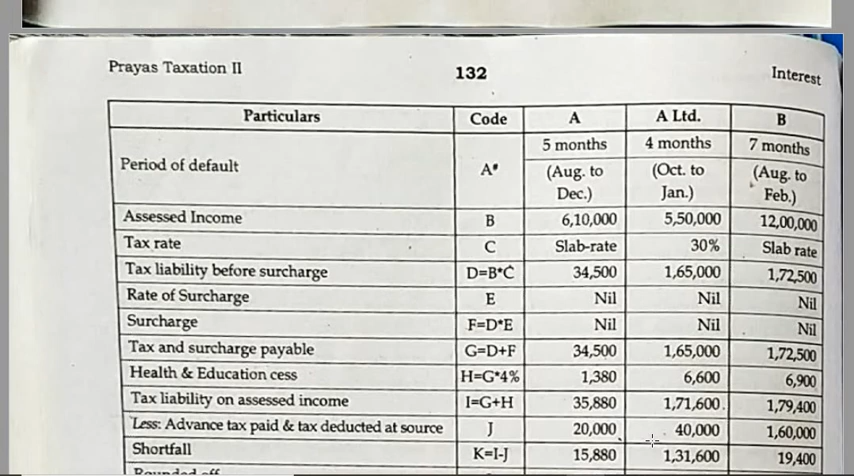 Prayas Taxation II 132 Interest
Particulars Code A A Ltd. B
Period of default A# 5 months 4 months 7 months
(Aug. to Dec.) (Oct. to Jan.) (Aug. to Feb.)
Assessed Income B 6,10,000 5,50,000 12,00,000
Tax rate C Slab-rate 30% Slab rate
Tax liability before surcharge D=B*C 34,500 1,65,000 1,72,500
Rate of Surcharge E Nil Nil Nil
Surcharge F=D*E Nil Nil Nil
Tax and surcharge payable G=D+F 34,500 1,65,000 1,72,500
Health & Education cess H=G*4% 1,380 6,600 6,900
Tax liability on assessed income I=G+H 35,880 1,71,600 1,79,400
Less: Advance tax paid & tax deducted at source J 20,000 40,000 1,60,000
Shortfall K=I-J 15,880 1,31,600 19,400
Rounded off